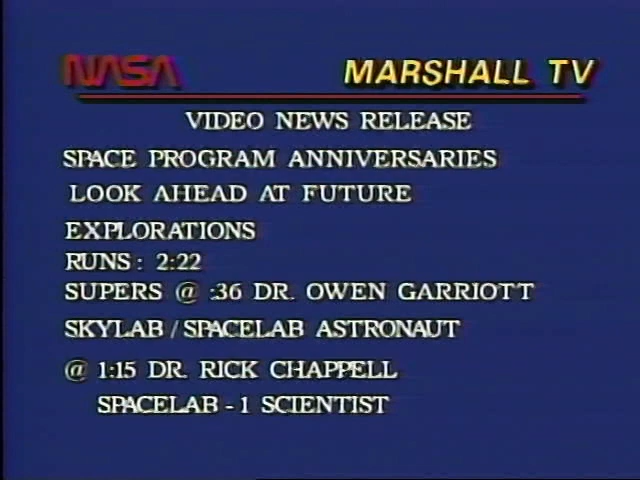 NASA MARSHALL TV
VIDEO NEWS RELEASE
SPACE PROGRAM ANNIVERSARIES
LOOK AHEAD AT FUTURE
EXPLORATIONS
RUNS: 2:22
SUPERS @ :36 DR. OWEN GARRIOTT
SKYLAB/SPACELAB ASTRONAUT
@ 1:15 DR. RICK CHAPPELL
SPACELAB-1 SCIENTIST